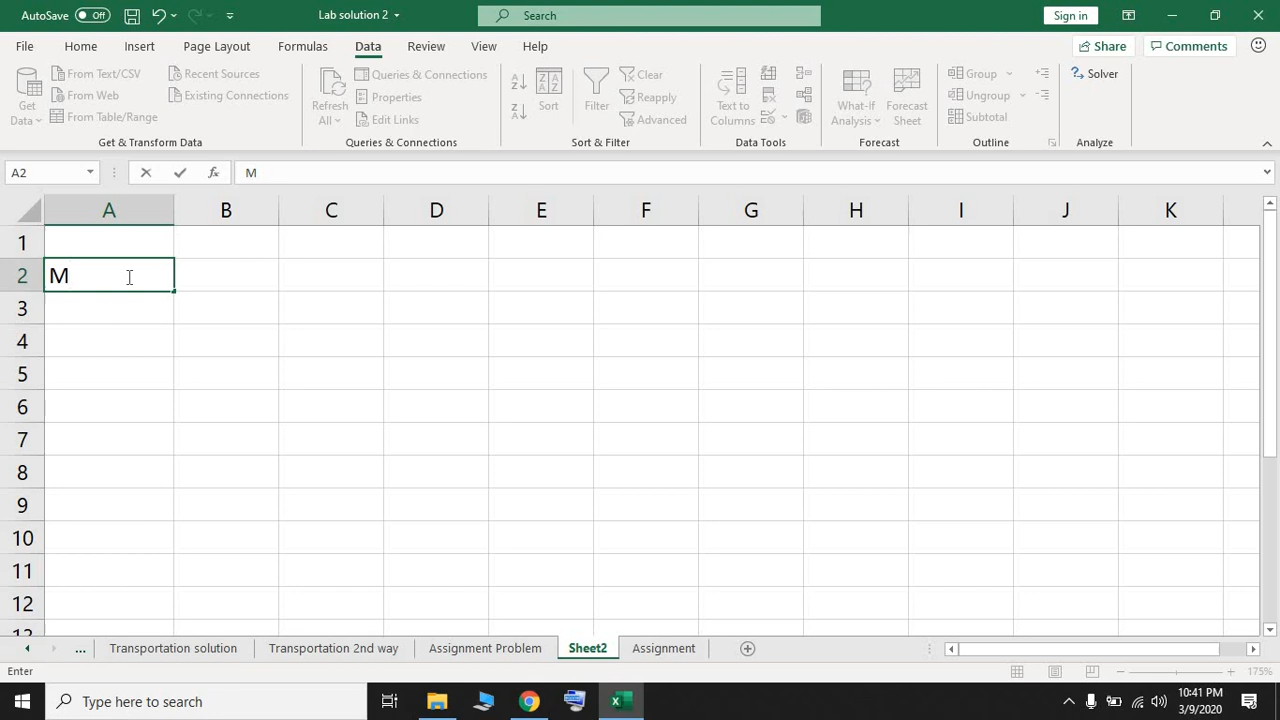 AutoSave Off Lab solution 2 Search Sign in
File Home Insert Page Layout Formulas Data Review View Help Share Comments
Get Data From Text/CSV From Web From Table/Range Recent Sources Existing Connections
Get & Transform Data
Refresh All Queries & Connections Properties Edit Links
Queries & Connections
Sort Filter Clear Reapply Advanced
Sort & Filter
Text to Columns
Data Tools
What-If Analysis Forecast Sheet
Forecast
Group Ungroup Subtotal
Outline
Solver
Analyze
A2 fx M
A B C D E F G H I J K
1
2 M
3
4
5
6
7
8
9
10
11
12
13
... Transportation solution Transportation 2nd way Assignment Problem Sheet2 Assignment
Enter 175%
Type here to search 10:41 PM
3/9/2020